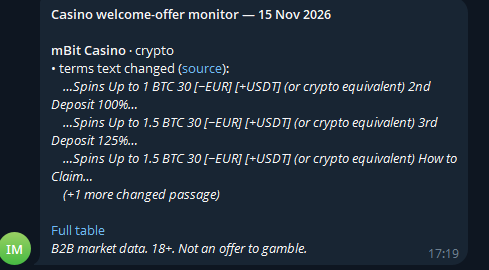 Casino welcome-offer monitor — 15 Nov 2026
mBit Casino · crypto
• terms text changed (source):
…Spins Up to 1 BTC 30 [−EUR] [+USDT] (or crypto equivalent) 2nd
Deposit 100%…
…Spins Up to 1.5 BTC 30 [−EUR] [+USDT] (or crypto equivalent) 3rd
Deposit 125%…
…Spins Up to 1.5 BTC 30 [−EUR] [+USDT] (or crypto equivalent) How to
Claim…
(+1 more changed passage)
Full table
B2B market data. 18+. Not an offer to gamble.
IM
17:19